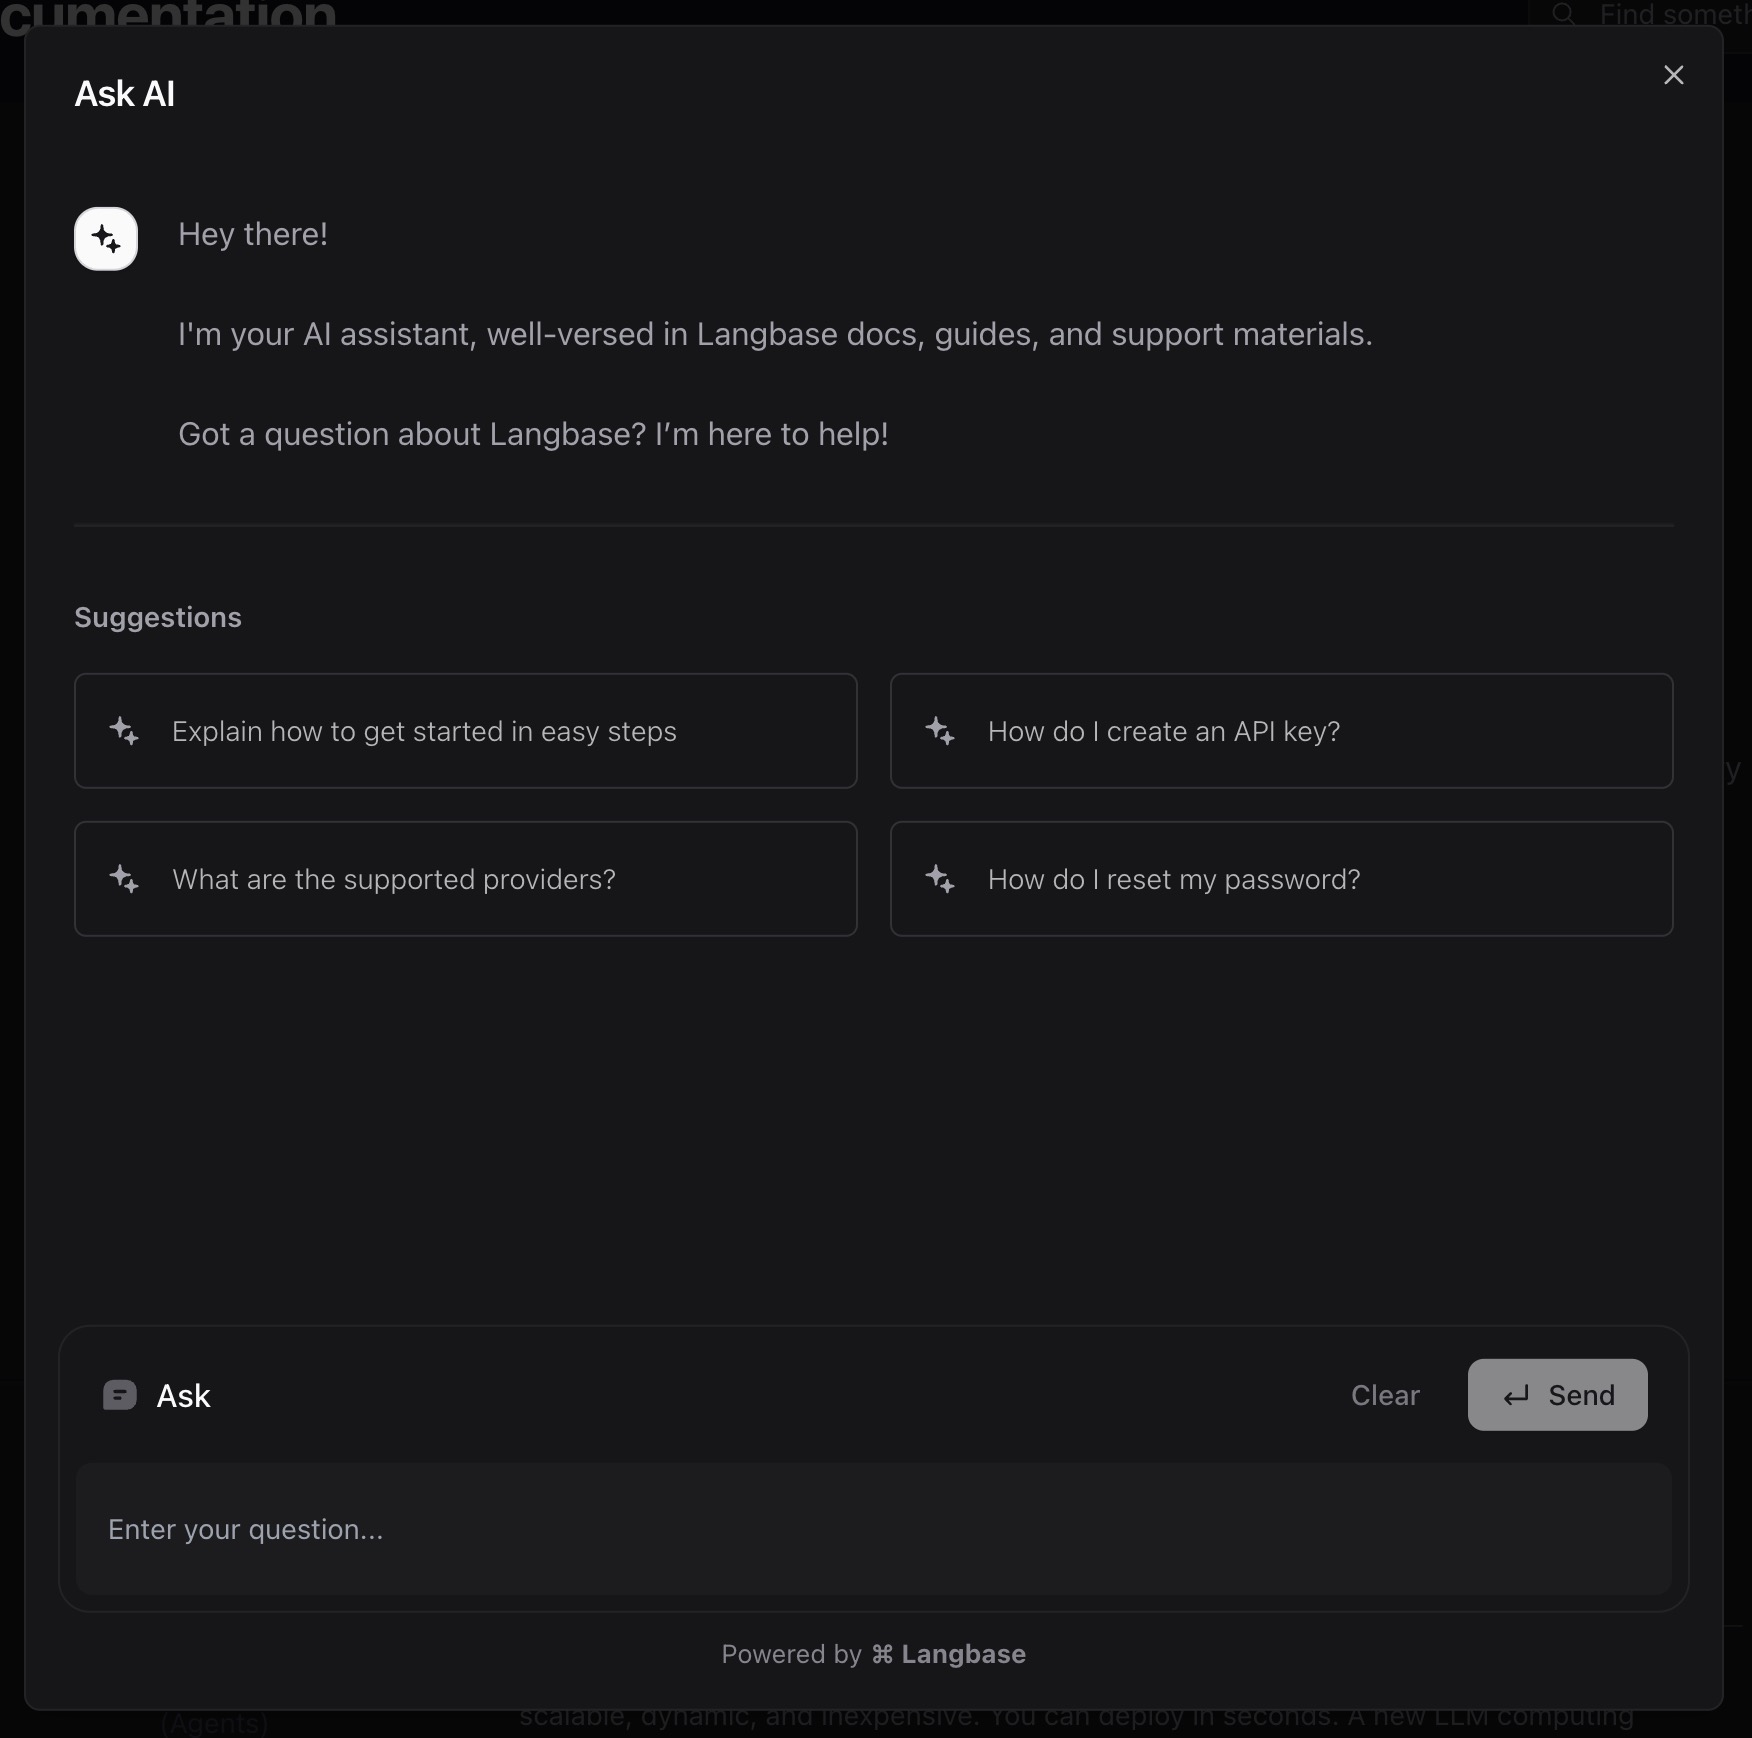 cumentation
Find someth
Ask AI
Hey there!
I'm your AI assistant, well-versed in Langbase docs, guides, and support materials.
Got a question about Langbase? I’m here to help!
Suggestions
Explain how to get started in easy steps
How do I create an API key?
y
What are the supported providers?
How do I reset my password?
Ask
Clear
Send
Enter your question...
Powered by ⌘ Langbase
(Agents)
scalable, dynamic, and inexpensive. You can deploy in seconds. A new LLM computing